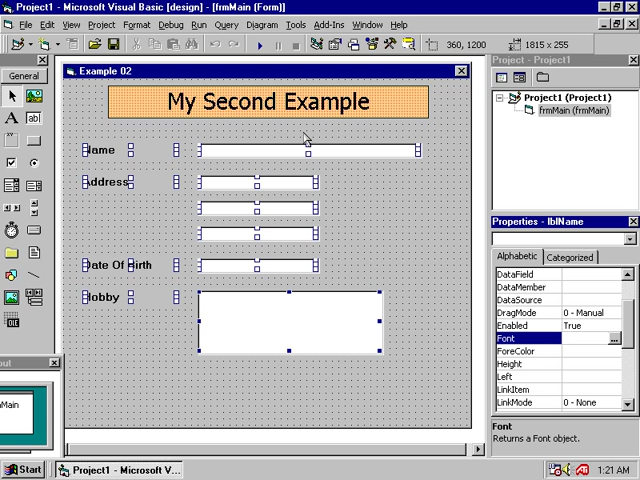 Project1 - Microsoft Visual Basic [design] - [frmMain (Form)]
File Edit View Project Format Debug Run Query Diagram Tools Add-Ins Window Help
360, 1200
1815 x 255
General
A
ab|
xy
OLE
Example 02
My Second Example
Name
Address
Date Of Birth
Hobby
Project - Project1
Project1 (Project1)
frmMain (frmMain)
Properties - lblName
Alphabetic Categorized
DataField
DataMember
DataSource
DragMode 0 - Manual
Enabled True
Font ...
ForeColor
Height
Left
LinkItem
LinkMode 0 - None
Font
Returns a Font object.
Start
Project1 - Microsoft V...
1:21 AM